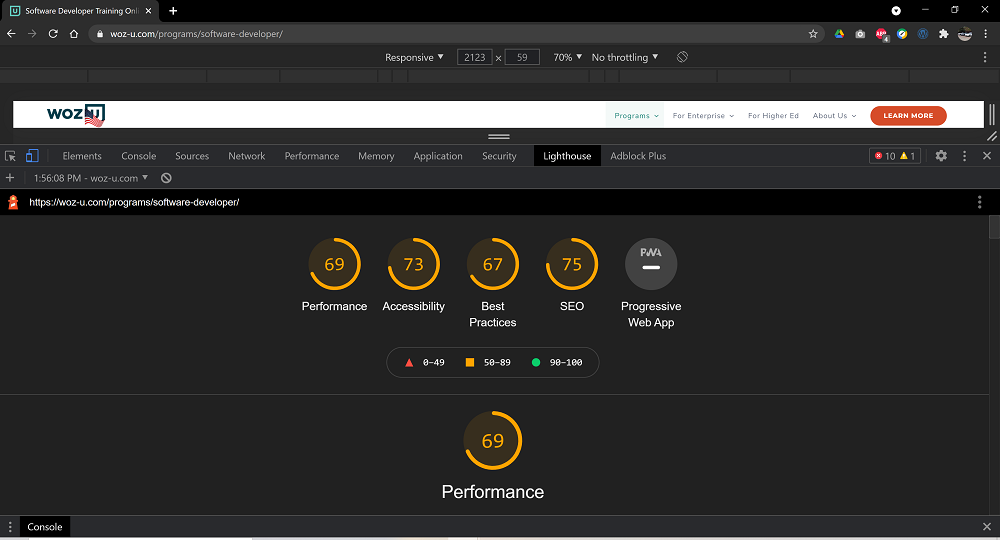 Software Developer Training Onli
woz-u.com/programs/software-developer/
ABP 4
Responsive 2123 × 59 70% No throttling
WOZ U Programs For Enterprise For Higher Ed About Us LEARN MORE
Elements Console Sources Network Performance Memory Application Security Lighthouse Adblock Plus 10 1
1:56:08 PM - woz-u.com
https://woz-u.com/programs/software-developer/
PWA
69 73 67 75
Performance Accessibility Best SEO Progressive
Practices Web App
0–49 50–89 90–100
69
Performance
Console